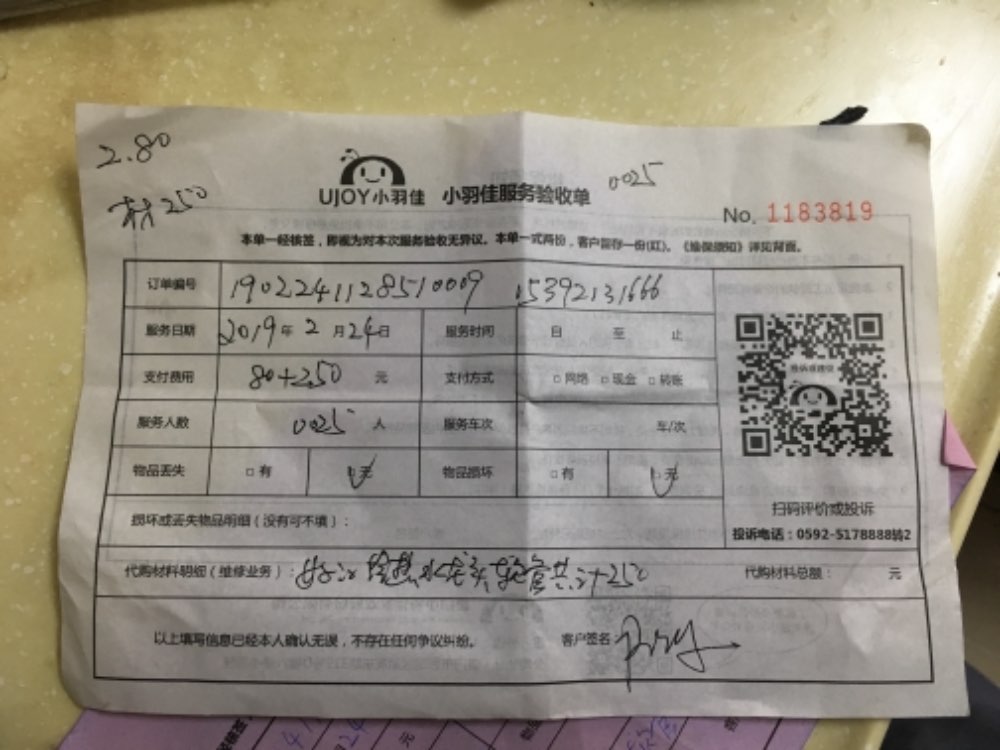 2.80
材250
UJOY小羽佳 小羽佳服务验收单 0025
No. 1183819
本单一经核签，即视为对本次服务验收无异议。本单一式两份，客户留存一份(红)。《维保须知》详见背面。
订单编号 1902241128510009 15392131666
服务日期 2019年2月24日 服务时间 自 至 止
支付费用 80+250 元 支付方式 □网络 □现金 □转账
服务人数 0025 人 服务车次 车/次
物品丢失 □有 □无 物品损坏 □有 □无
损坏或丢失物品明细（没有可不填）：
扫码评价或投诉
投诉电话：0592-5178888转2
代购材料明细（维修业务）： 冷热水龙头软管共计250 代购材料总额： 元
以上填写信息已经本人确认无误，不存在任何争议纠纷。 客户签名